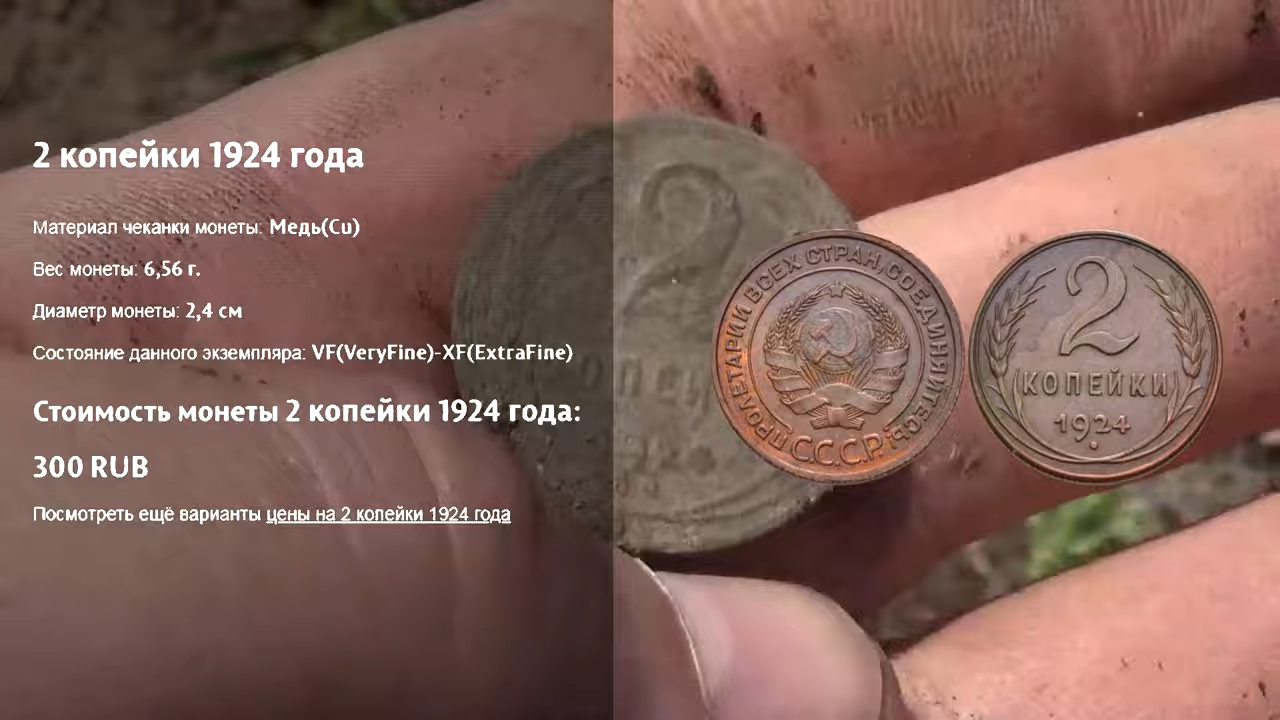 2 копейки 1924 года
Материал чеканки монеты: Медь(Cu)
Вес монеты: 6,56 г.
Диаметр монеты: 2,4 см
Состояние данного экземпляра: VF(VeryFine)-XF(ExtraFine)
Стоимость монеты 2 копейки 1924 года:
300 RUB
Посмотреть ещё варианты цены на 2 копейки 1924 года
2
ПРОЛЕТАРИИ ВСЕХ СТРАН, СОЕДИНЯЙТЕСЬ!
С.С.С.Р.
2
КОПЕЙКИ
1924